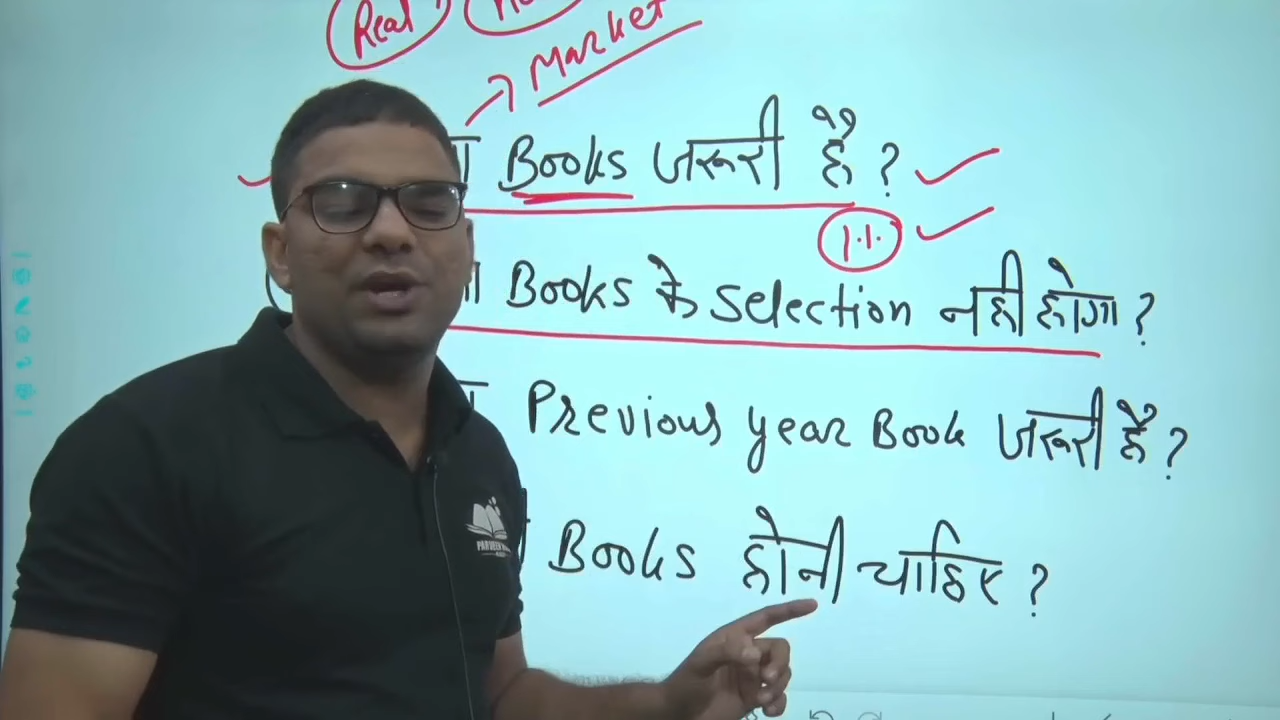 Real
Market
Books जरूरी है ?
1.1.
Books के selection नही होगा ?
Previous year Book जरूरी है ?
Books होनी चाहिए ?